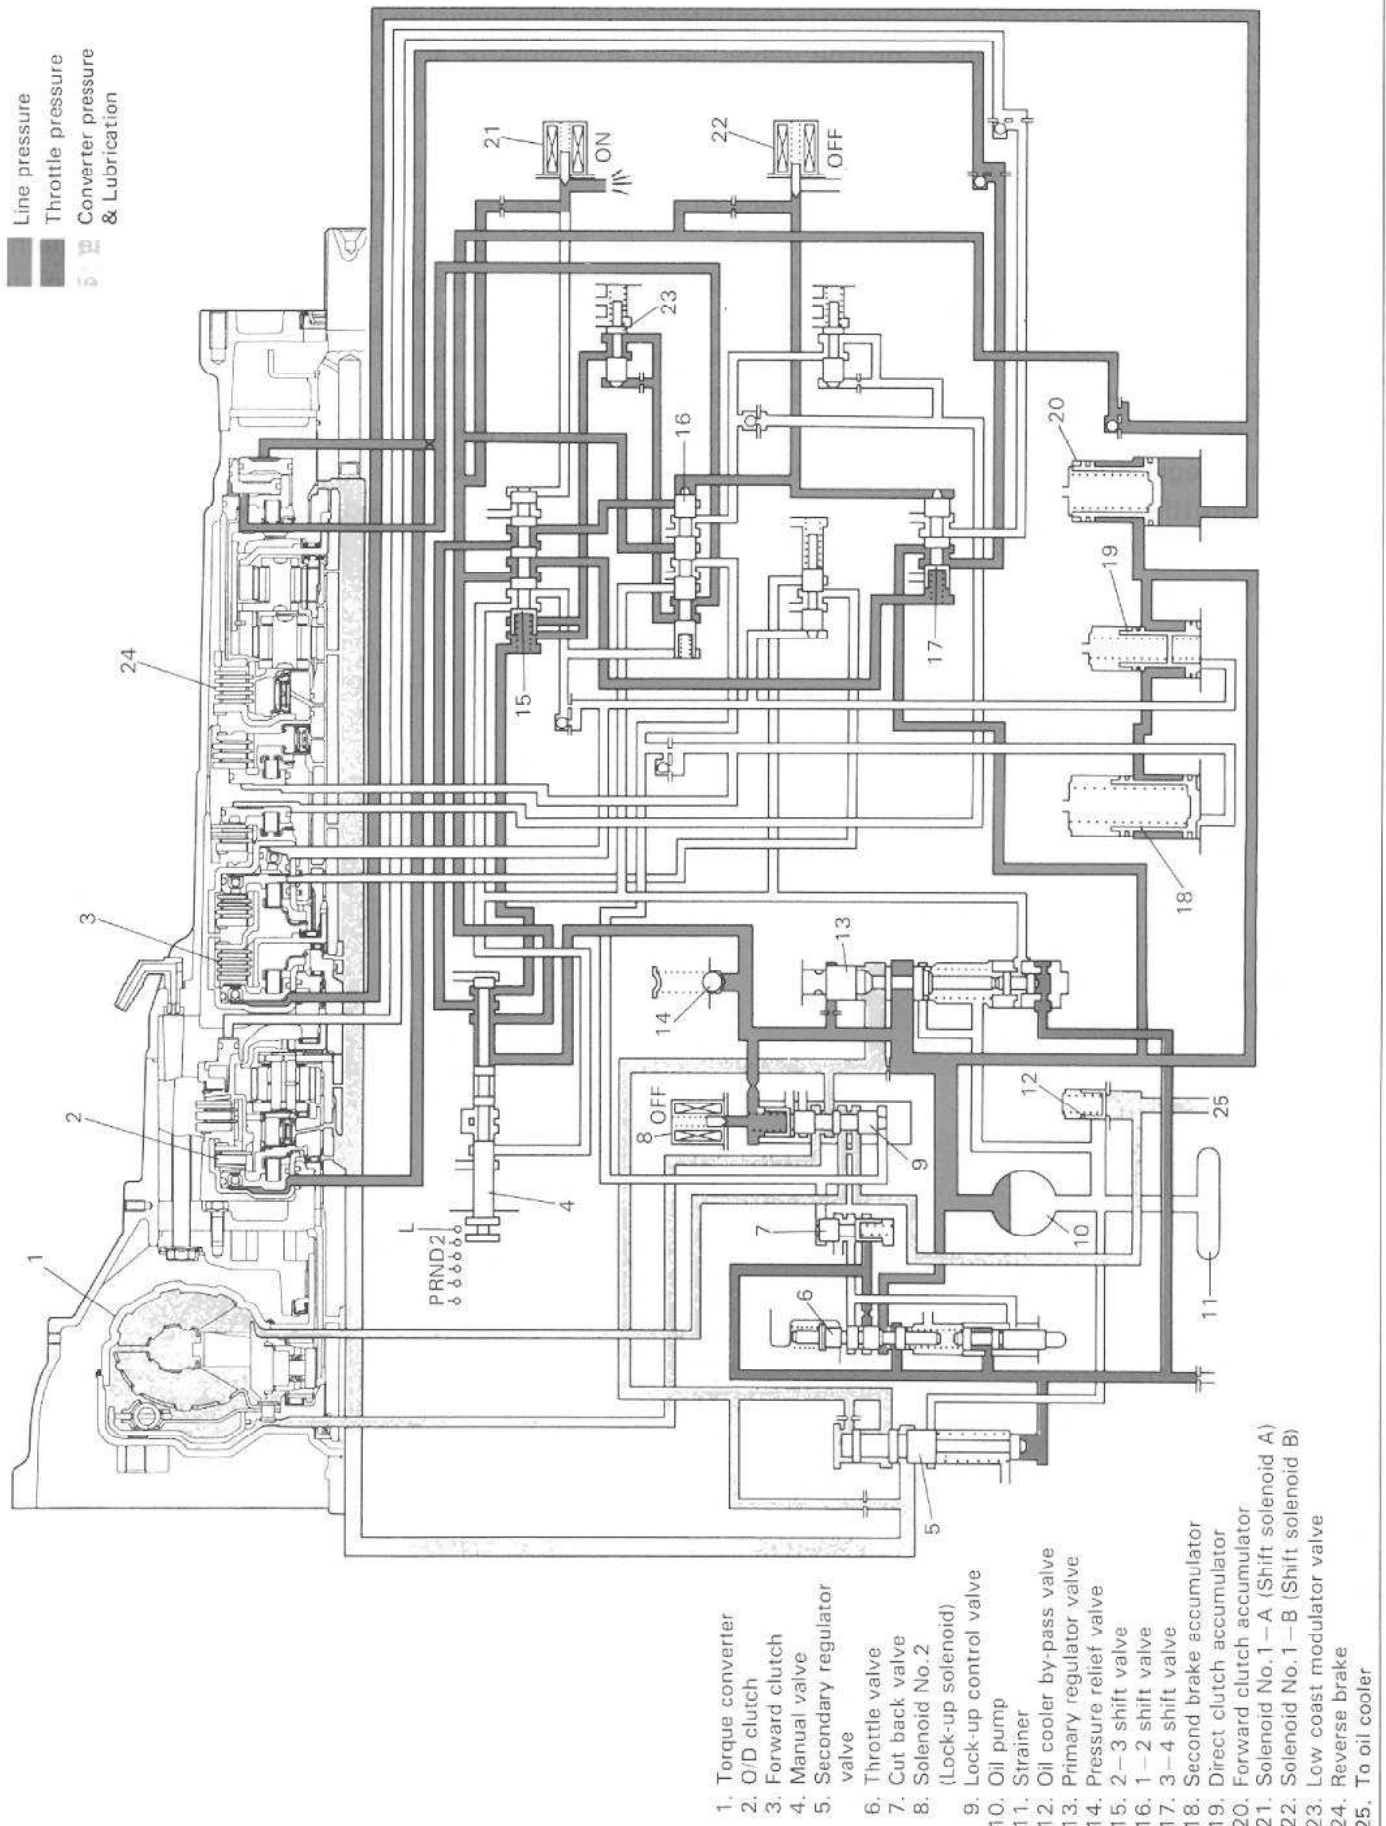 Line pressure
Throttle pressure
Converter pressure
& Lubrication
1
2
3
24
21
ON
22
OFF
23
16
15
17
20
19
18
14
13
12
25
8 OFF
9
10
11
7
6
5
4
PRND2L
1. Torque converter
2. O/D clutch
3. Forward clutch
4. Manual valve
5. Secondary regulator
valve
6. Throttle valve
7. Cut back valve
8. Solenoid No.2
(Lock-up solenoid)
9. Lock-up control valve
10. Oil pump
11. Strainer
12. Oil cooler by-pass valve
13. Primary regulator valve
14. Pressure relief valve
15. 2–3 shift valve
16. 1–2 shift valve
17. 3–4 shift valve
18. Second brake accumulator
19. Direct clutch accumulator
20. Forward clutch accumulator
21. Solenoid No.1–A (Shift solenoid A)
22. Solenoid No.1–B (Shift solenoid B)
23. Low coast modulator valve
24. Reverse brake
25. To oil cooler